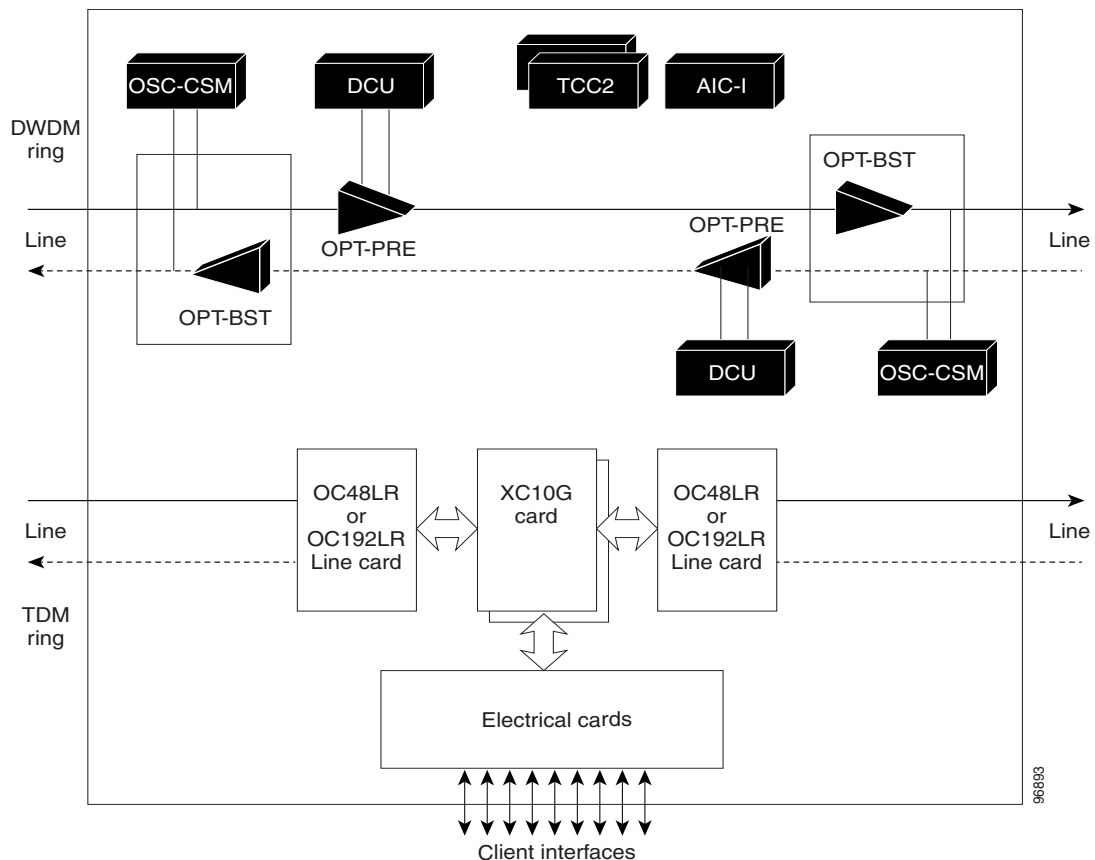 OSC-CSM
DCU
TCC2
AIC-I
DWDM
ring
OPT-BST
Line
OPT-PRE
OPT-PRE
Line
OPT-BST
DCU
OSC-CSM
OC48LR
or
OC192LR
Line card
XC10G
card
OC48LR
or
OC192LR
Line card
Line
Line
TDM
ring
Electrical cards
96893
Client interfaces